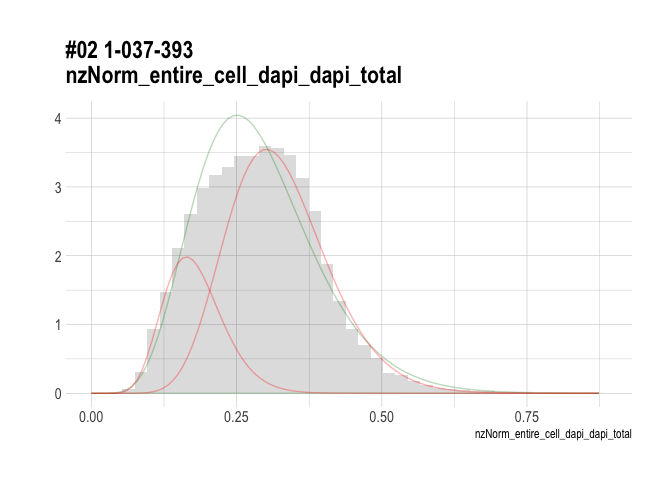 #02 1-037-393
nzNorm_entire_cell_dapi_dapi_total
4
3
2
1
0
0.00 0.25 0.50 0.75
nzNorm_entire_cell_dapi_dapi_total